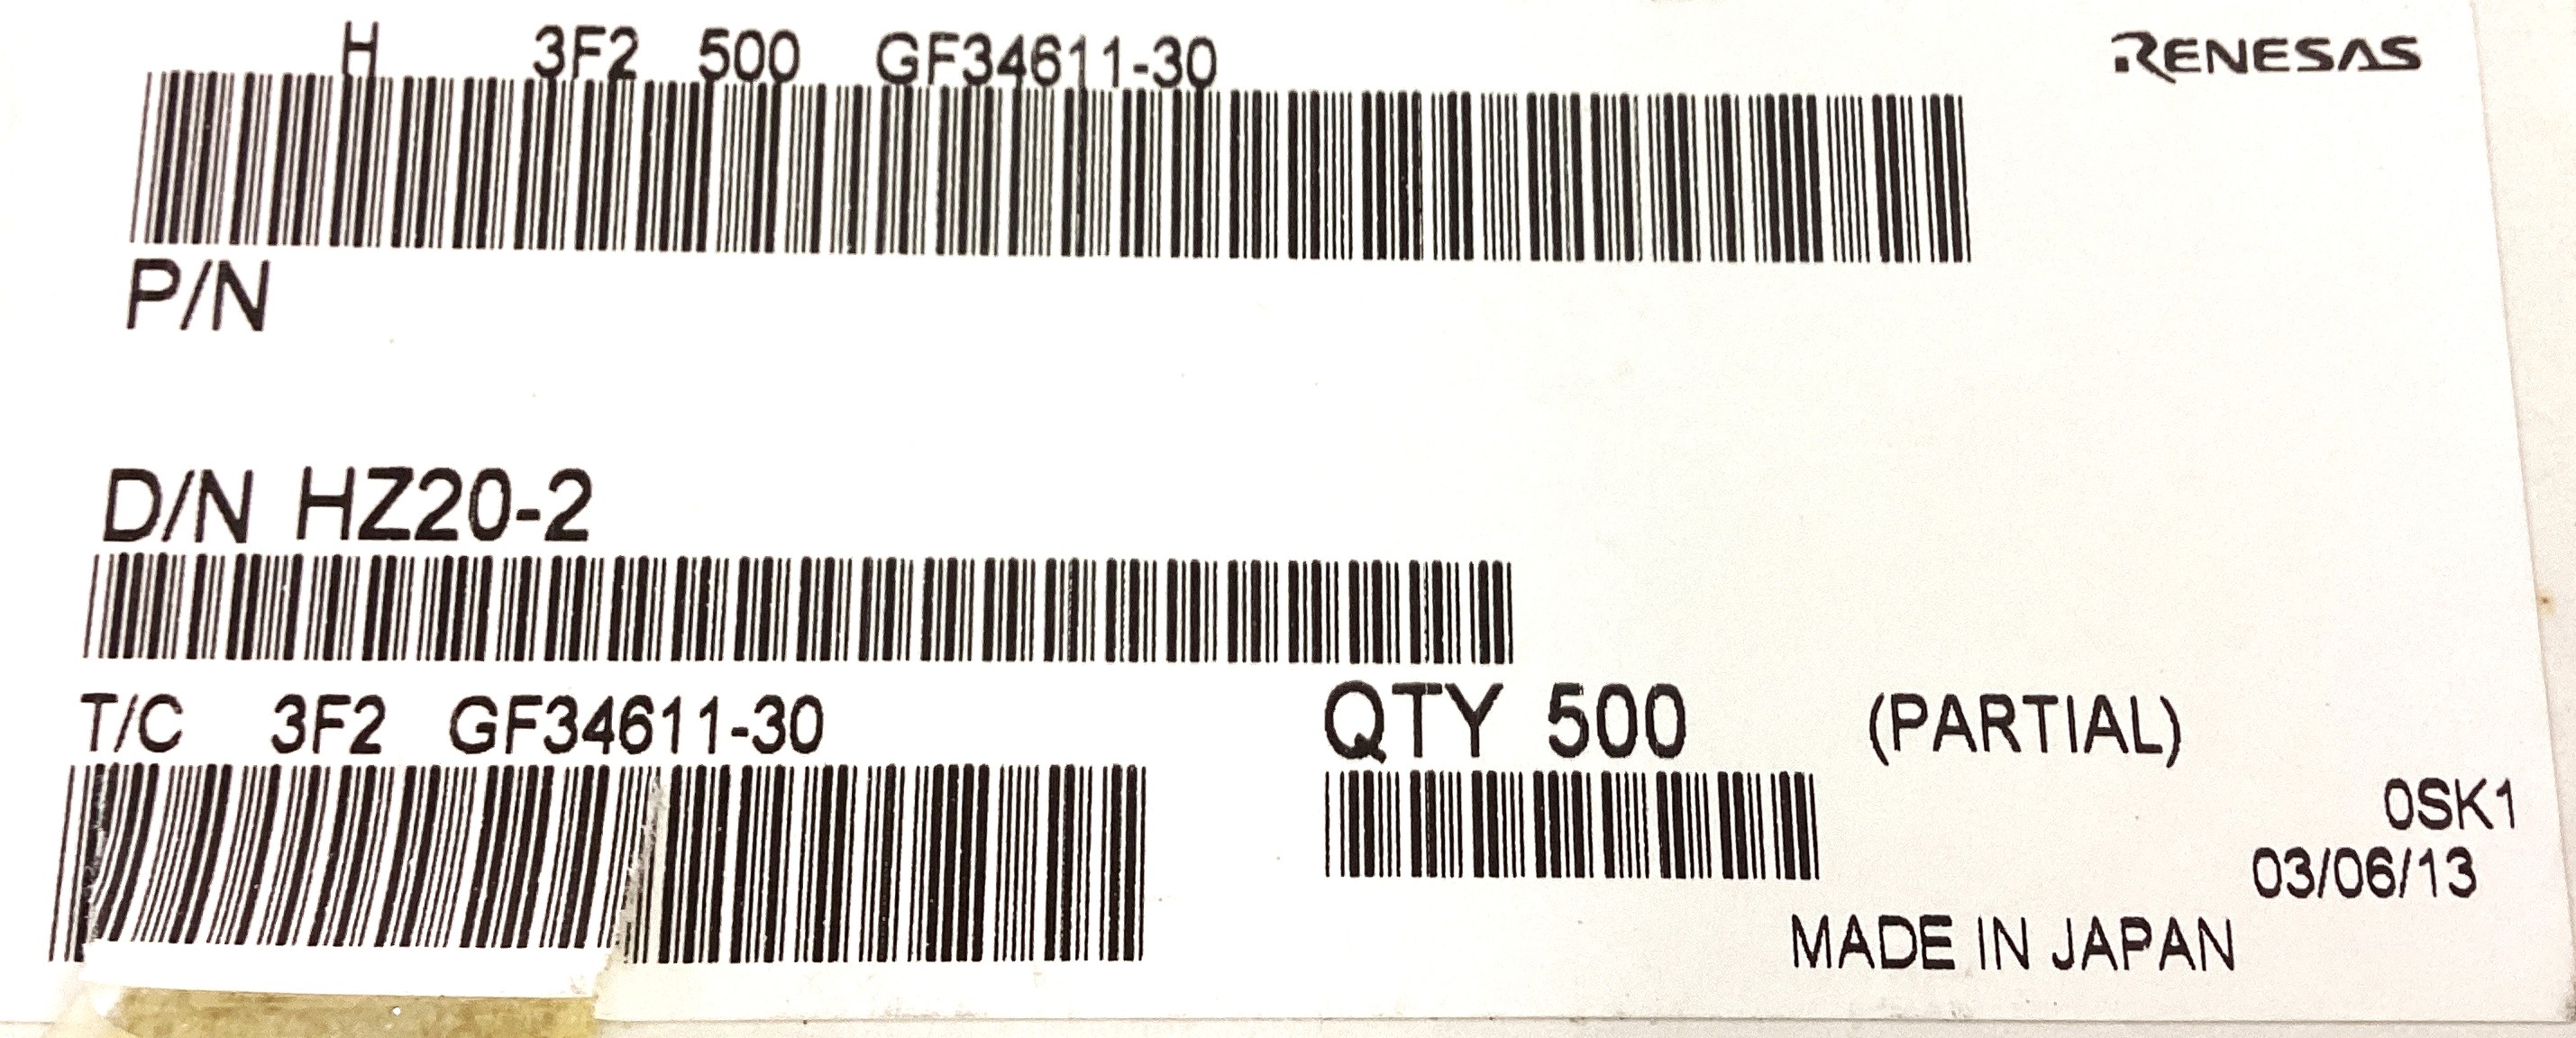 H 3F2 500 GF34611-30
RENESAS
P/N
D/N HZ20-2
T/C 3F2 GF34611-30
QTY 500 (PARTIAL)
0SK1
03/06/13
MADE IN JAPAN